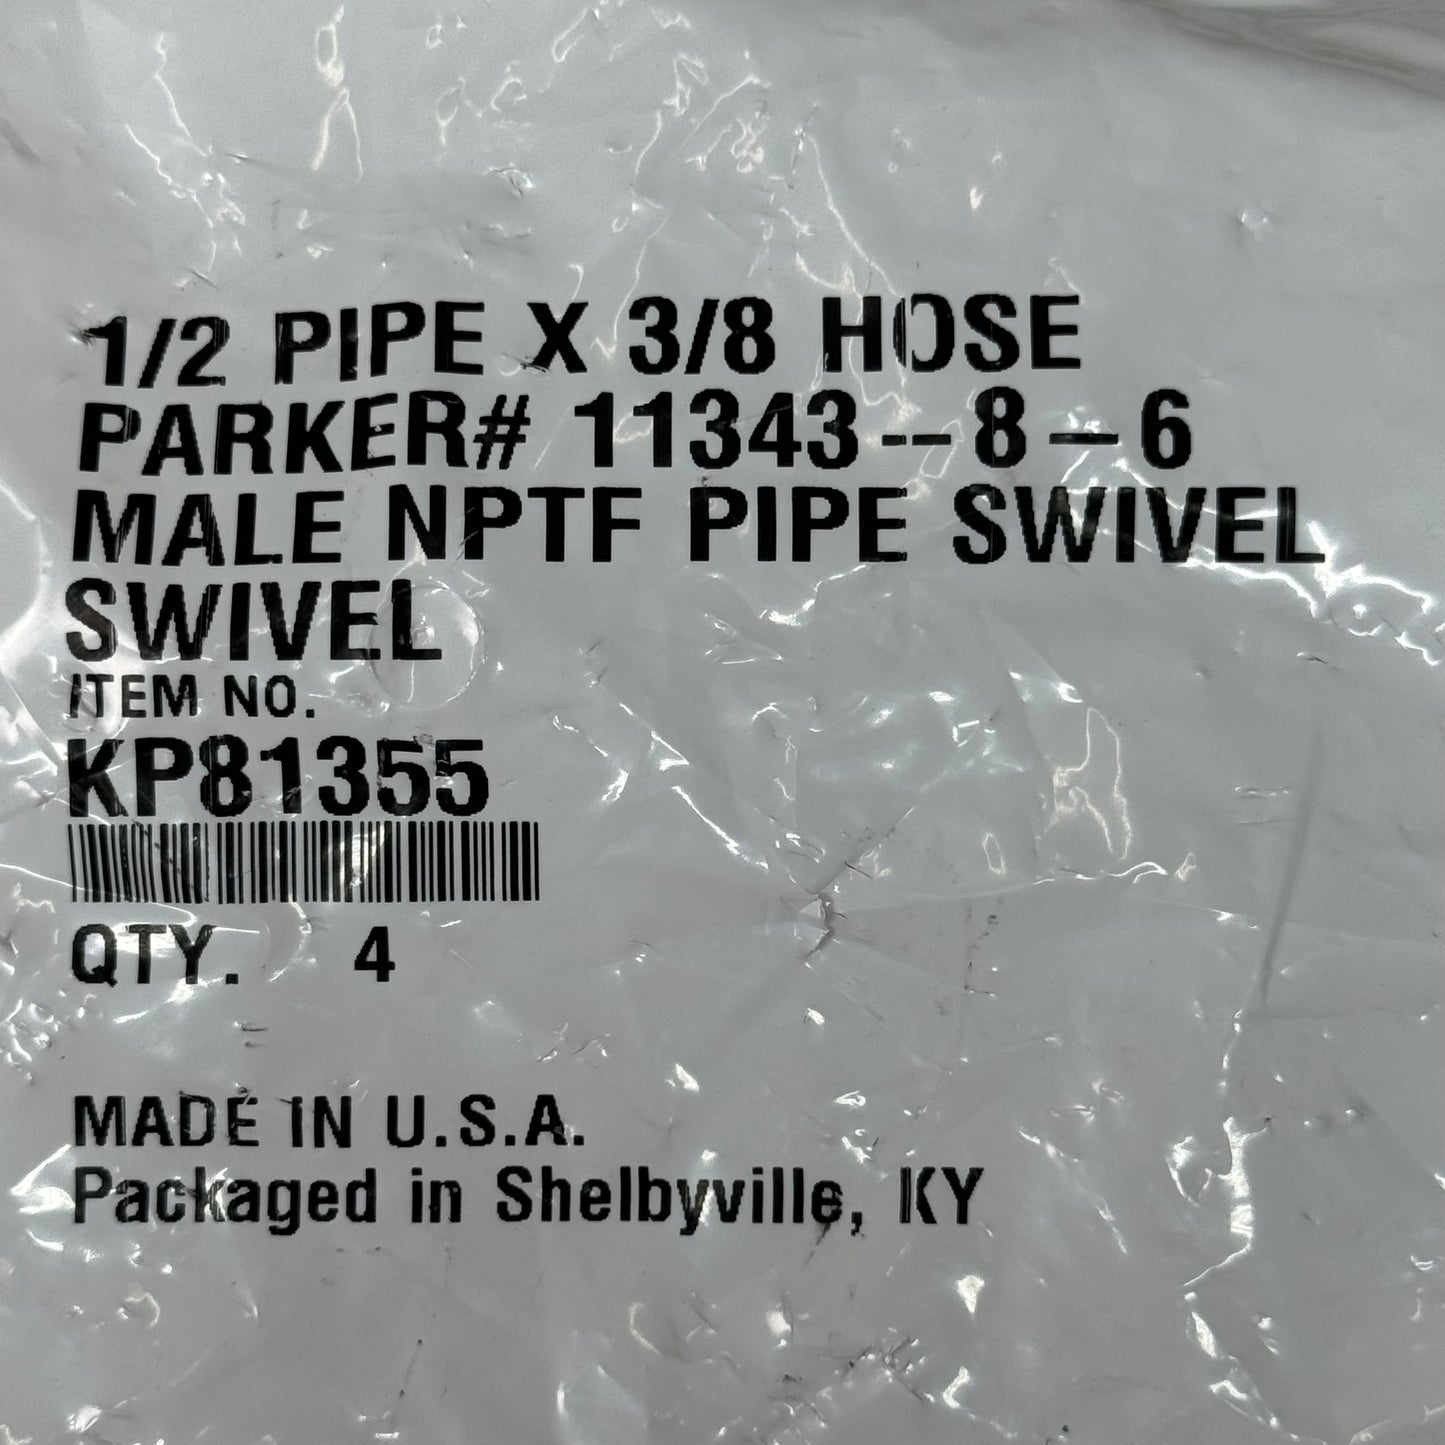 1/2 PIPE X 3/8 HOSE
PARKER# 11343--8-6
MALE NPTF PIPE SWIVEL
SWIVEL
ITEM NO.
KP81355
QTY. 4
MADE IN U.S.A.
Packaged in Shelbyville, KY